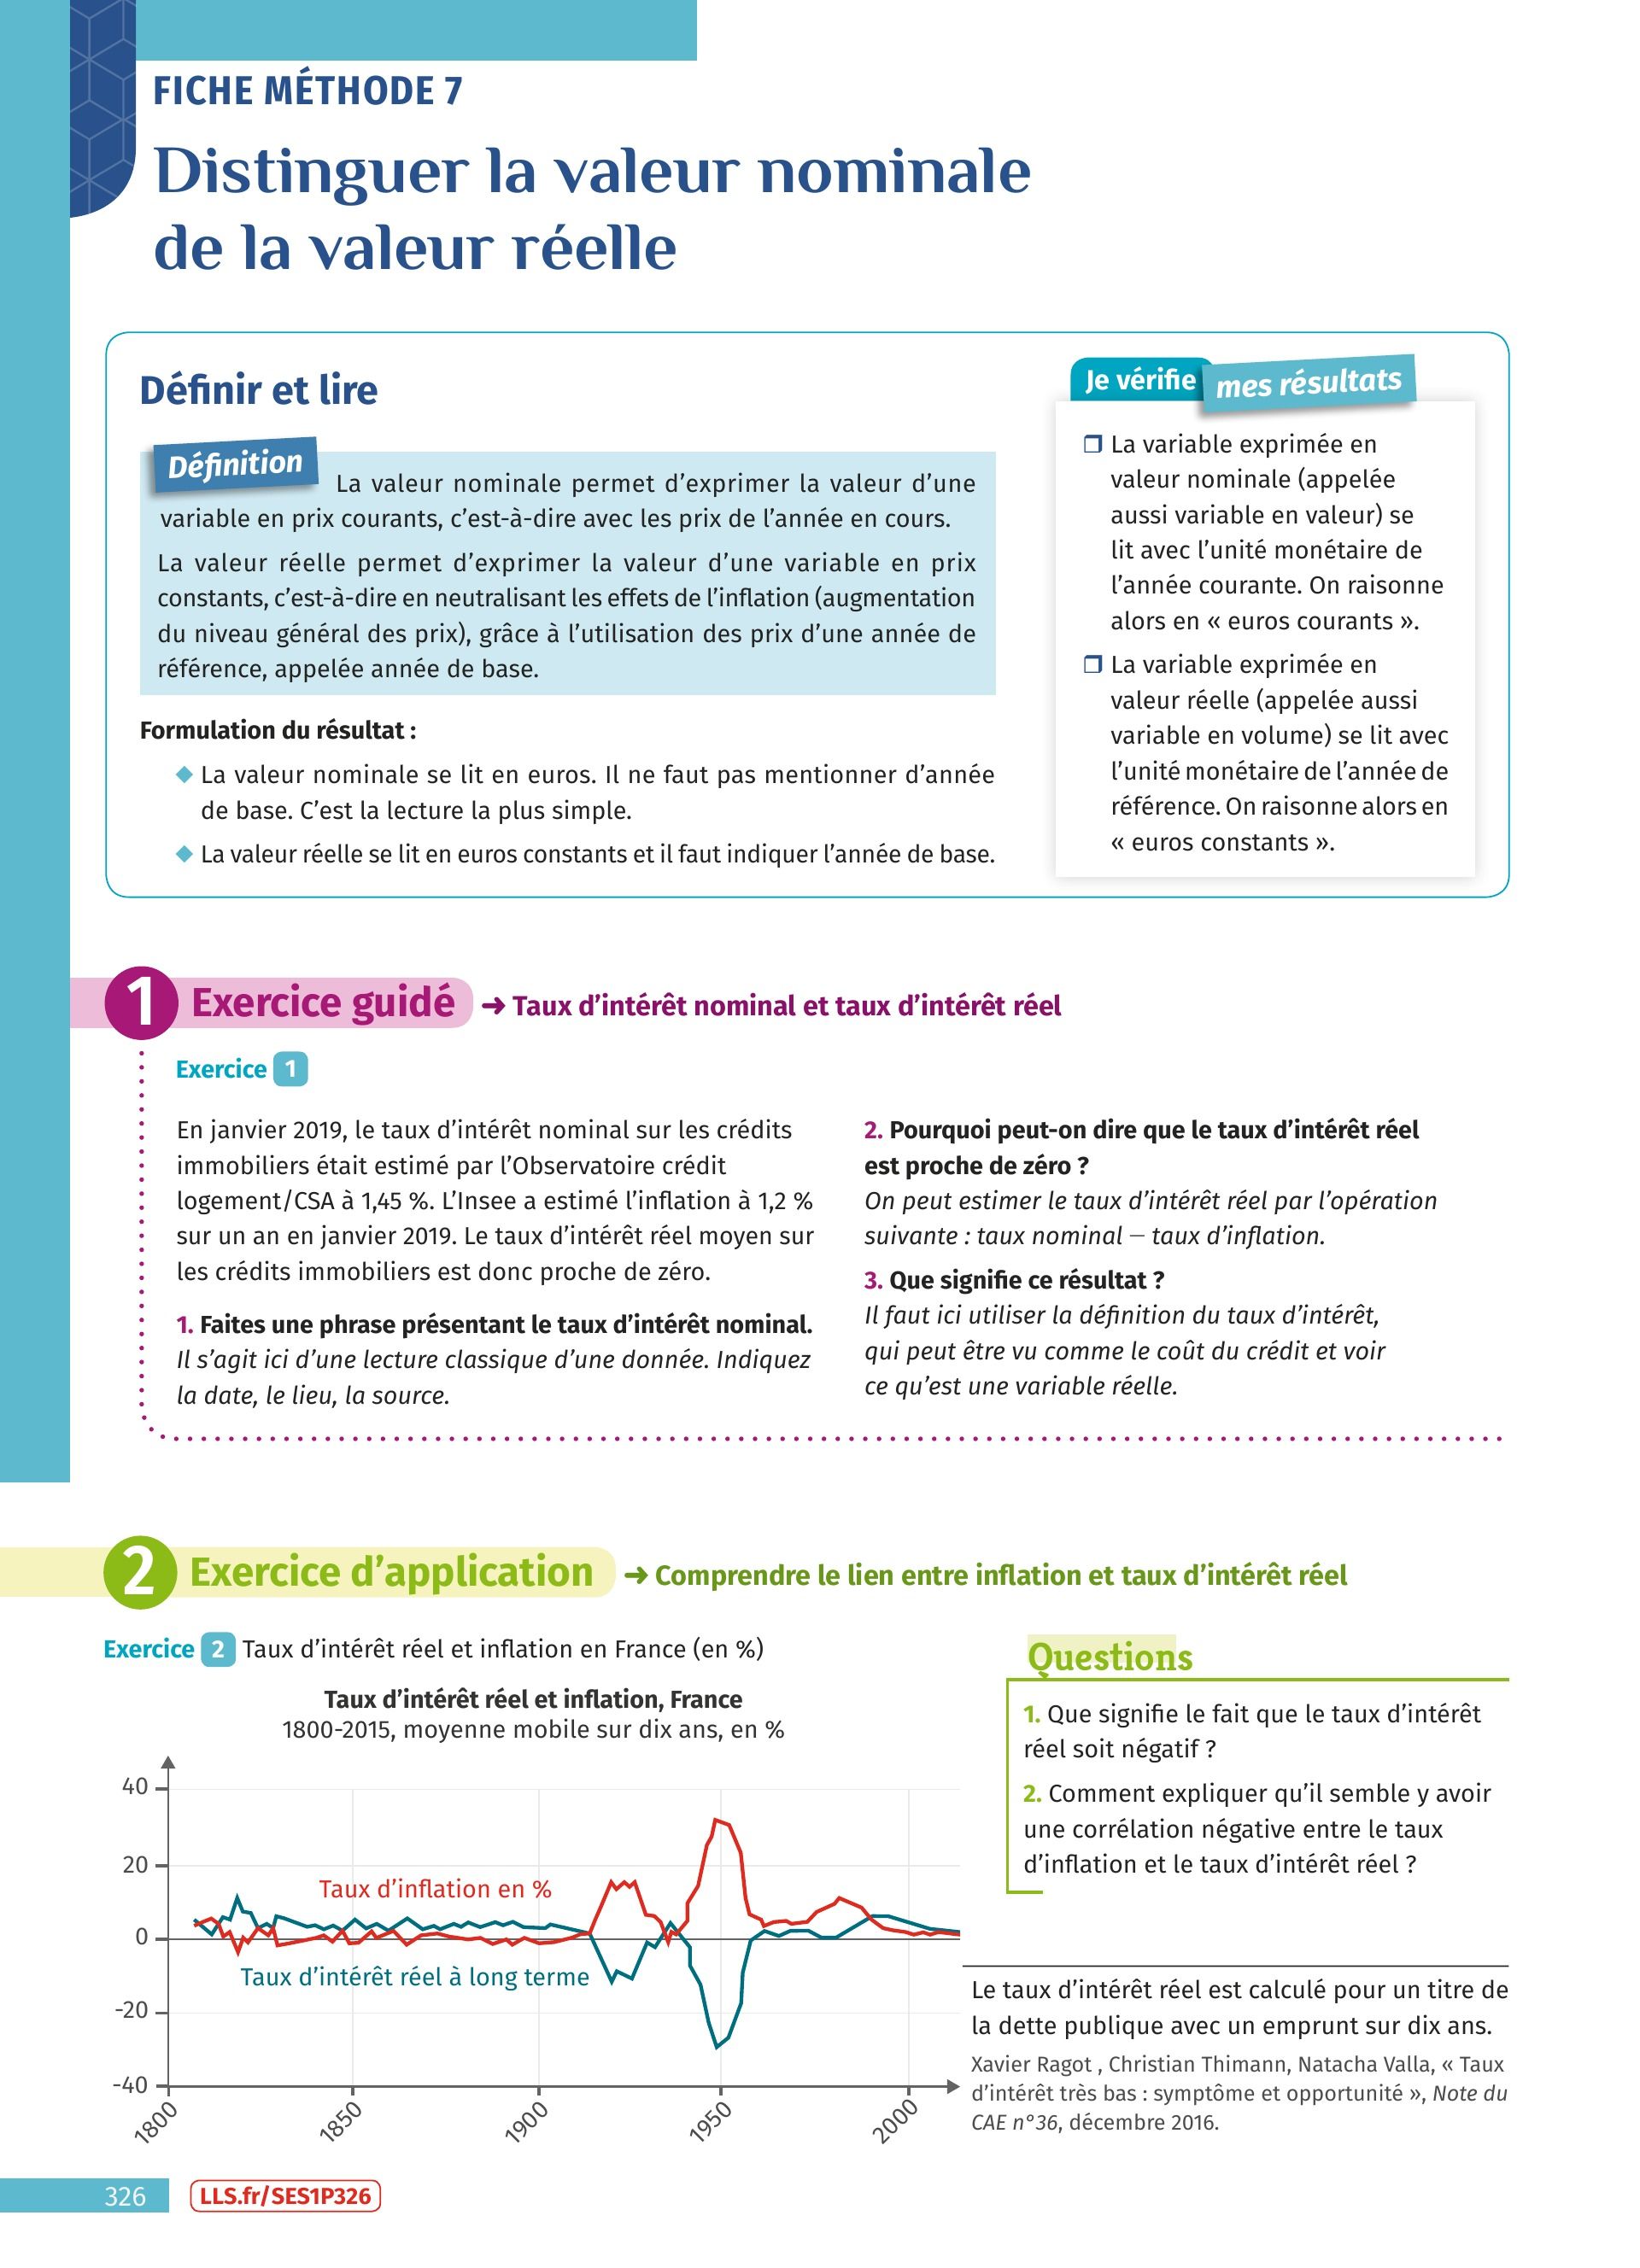 FICHE MÉTHODE 7
Distinguer la valeur nominale
de la valeur réelle
Définir et lire
Définition
La valeur nominale permet d’exprimer la valeur d’une
variable en prix courants, c’est-à-dire avec les prix de l’année en cours.
La valeur réelle permet d’exprimer la valeur d’une variable en prix
constants, c’est-à-dire en neutralisant les effets de l’inflation (augmentation
du niveau général des prix), grâce à l’utilisation des prix d’une année de
référence, appelée année de base.
Formulation du résultat :
◆ La valeur nominale se lit en euros. Il ne faut pas mentionner d’année
de base. C’est la lecture la plus simple.
◆ La valeur réelle se lit en euros constants et il faut indiquer l’année de base.
Je vérifie mes résultats
❒ La variable exprimée en
valeur nominale (appelée
aussi variable en valeur) se
lit avec l’unité monétaire de
l’année courante. On raisonne
alors en « euros courants ».
❒ La variable exprimée en
valeur réelle (appelée aussi
variable en volume) se lit avec
l’unité monétaire de l’année de
référence. On raisonne alors en
« euros constants ».
1 Exercice guidé ➜ Taux d’intérêt nominal et taux d’intérêt réel
Exercice 1
En janvier 2019, le taux d’intérêt nominal sur les crédits
immobiliers était estimé par l’Observatoire crédit
logement/CSA à 1,45 %. L’Insee a estimé l’inflation à 1,2 %
sur un an en janvier 2019. Le taux d’intérêt réel moyen sur
les crédits immobiliers est donc proche de zéro.
1. Faites une phrase présentant le taux d’intérêt nominal.
Il s’agit ici d’une lecture classique d’une donnée. Indiquez
la date, le lieu, la source.
2. Pourquoi peut-on dire que le taux d’intérêt réel
est proche de zéro ?
On peut estimer le taux d’intérêt réel par l’opération
suivante : taux nominal − taux d’inflation.
3. Que signifie ce résultat ?
Il faut ici utiliser la définition du taux d’intérêt,
qui peut être vu comme le coût du crédit et voir
ce qu’est une variable réelle.
2 Exercice d’application ➜ Comprendre le lien entre inflation et taux d’intérêt réel
Exercice 2 Taux d’intérêt réel et inflation en France (en %)
Taux d’intérêt réel et inflation, France
1800-2015, moyenne mobile sur dix ans, en %
40
20
0
-20
-40
Taux d’inflation en %
Taux d’intérêt réel à long terme
1800
1850
1900
1950
2000
Questions
1. Que signifie le fait que le taux d’intérêt
réel soit négatif ?
2. Comment expliquer qu’il semble y avoir
une corrélation négative entre le taux
d’inflation et le taux d’intérêt réel ?
Le taux d’intérêt réel est calculé pour un titre de
la dette publique avec un emprunt sur dix ans.
Xavier Ragot , Christian Thimann, Natacha Valla, « Taux
d’intérêt très bas : symptôme et opportunité », Note du
CAE n°36, décembre 2016.
326
LLS.fr/SES1P326